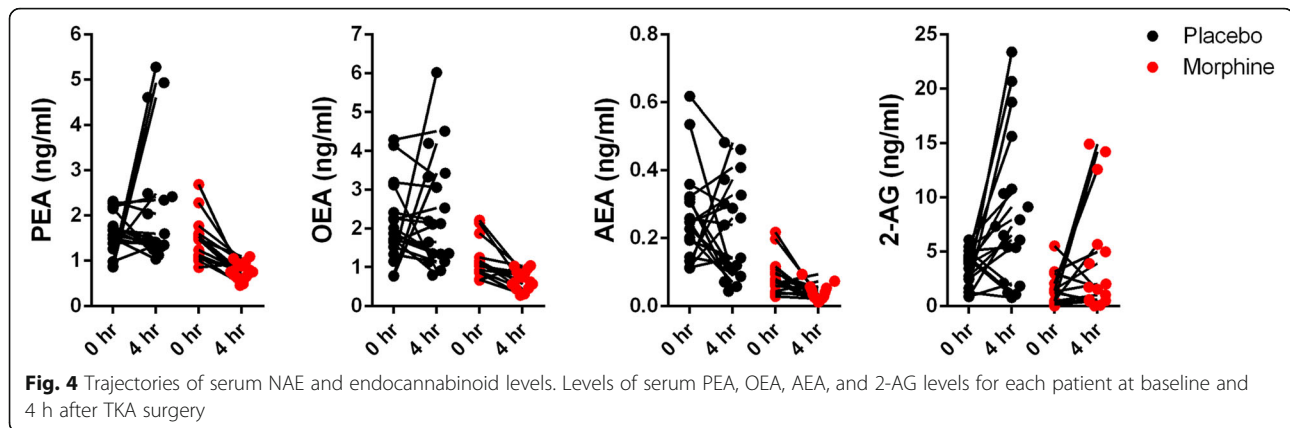 Placebo
Morphine
PEA (ng/ml)
6
5
4
3
2
1
0
0 hr
4 hr
0 hr
4 hr
OEA (ng/ml)
7
6
5
4
3
2
1
0
0 hr
4 hr
0 hr
4 hr
AEA (ng/ml)
0.8
0.6
0.4
0.2
0.0
0 hr
4 hr
0 hr
4 hr
2-AG (ng/ml)
25
20
15
10
5
0
0 hr
4 hr
0 hr
4 hr
Fig. 4 Trajectories of serum NAE and endocannabinoid levels. Levels of serum PEA, OEA, AEA, and 2-AG levels for each patient at baseline and
4 h after TKA surgery